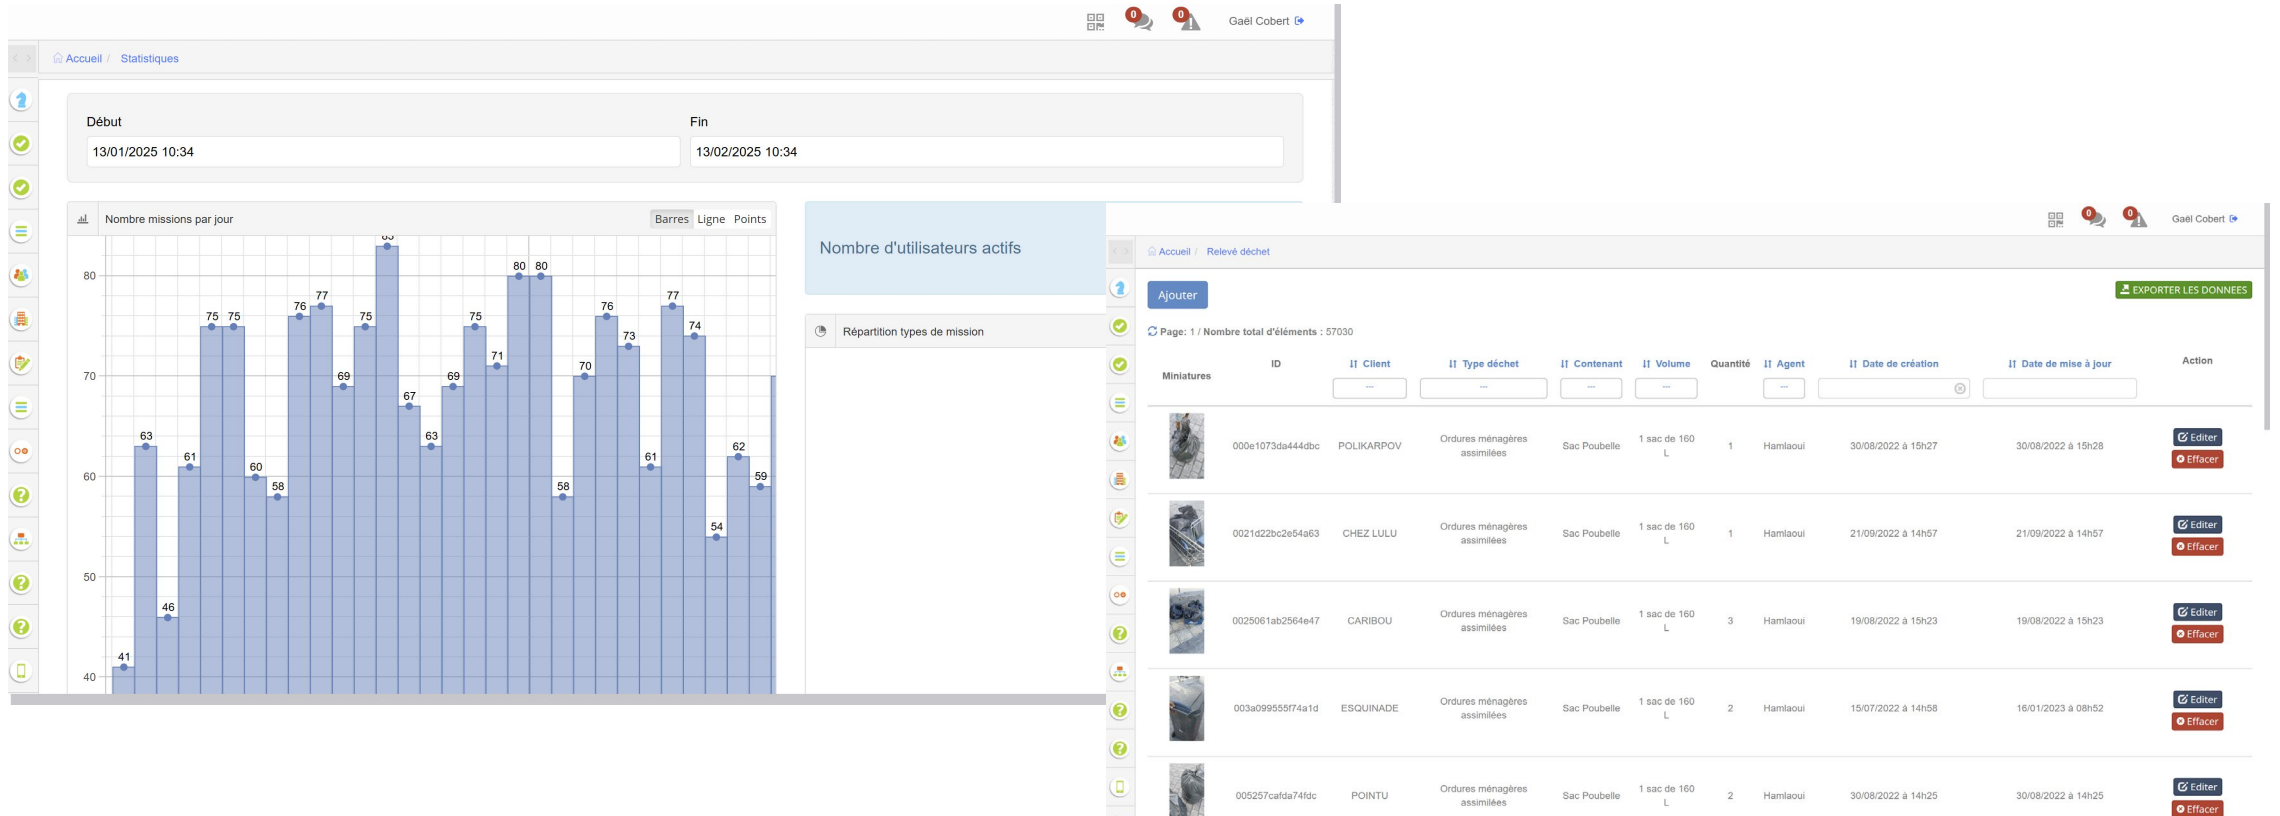 0
0
Gaël Cobert
Accueil / Statistiques
Début
Fin
13/01/2025 10:34
13/02/2025 10:34
Nombre missions par jour
Barres Ligne Points
80
70
60
50
40
41
63
46
61
75
75
60
58
76
77
69
75
83
67
63
69
75
71
80
80
58
70
76
73
61
77
74
54
62
59
Nombre d'utilisateurs actifs
Répartition types de mission
0
0
Gaël Cobert
Accueil / Relevé déchet
Ajouter
EXPORTER LES DONNEES
Page: 1 / Nombre total d'éléments : 57030
Miniatures ID Client Type déchet Contenant Volume Quantité Agent Date de création Date de mise à jour Action
--- --- --- --- ---
000e1073da444dbc POLIKARPOV Ordures ménagères assimilées Sac Poubelle 1 sac de 160 L 1 Hamlaoui 30/08/2022 à 15h27 30/08/2022 à 15h28 Editer
Effacer
0021d22bc2e54a63 CHEZ LULU Ordures ménagères assimilées Sac Poubelle 1 sac de 160 L 1 Hamlaoui 21/09/2022 à 14h57 21/09/2022 à 14h57 Editer
Effacer
0025061ab2564e47 CARIBOU Ordures ménagères assimilées Sac Poubelle 1 sac de 160 L 3 Hamlaoui 19/08/2022 à 15h23 19/08/2022 à 15h23 Editer
Effacer
003a099555f74a1d ESQUINADE Ordures ménagères assimilées Sac Poubelle 1 sac de 160 L 2 Hamlaoui 15/07/2022 à 14h58 16/01/2023 à 08h52 Editer
Effacer
005257cafda74fdc POINTU Ordures ménagères assimilées Sac Poubelle 1 sac de 160 L 2 Hamlaoui 30/08/2022 à 14h25 30/08/2022 à 14h25 Editer
Effacer